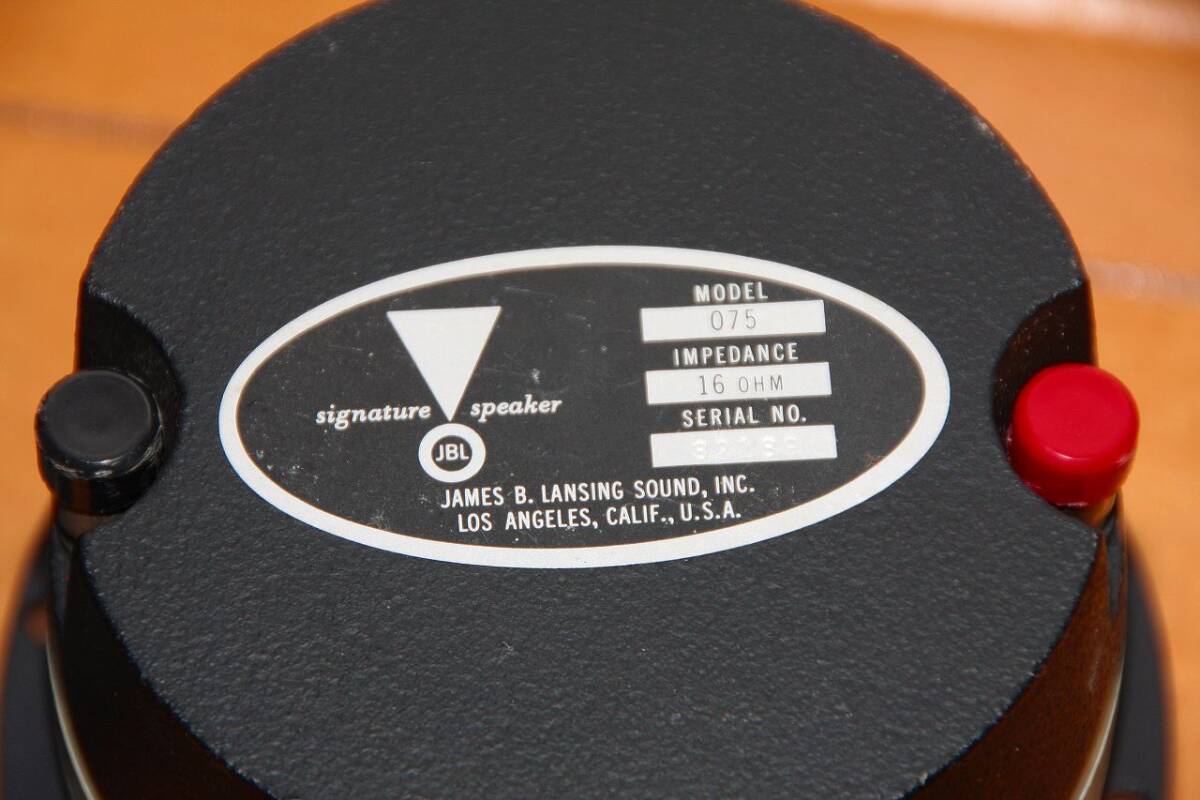 MODEL
075
IMPEDANCE
16 OHM
SERIAL NO.
signature speaker
JBL
JAMES B. LANSING SOUND, INC.
LOS ANGELES, CALIF., U.S.A.